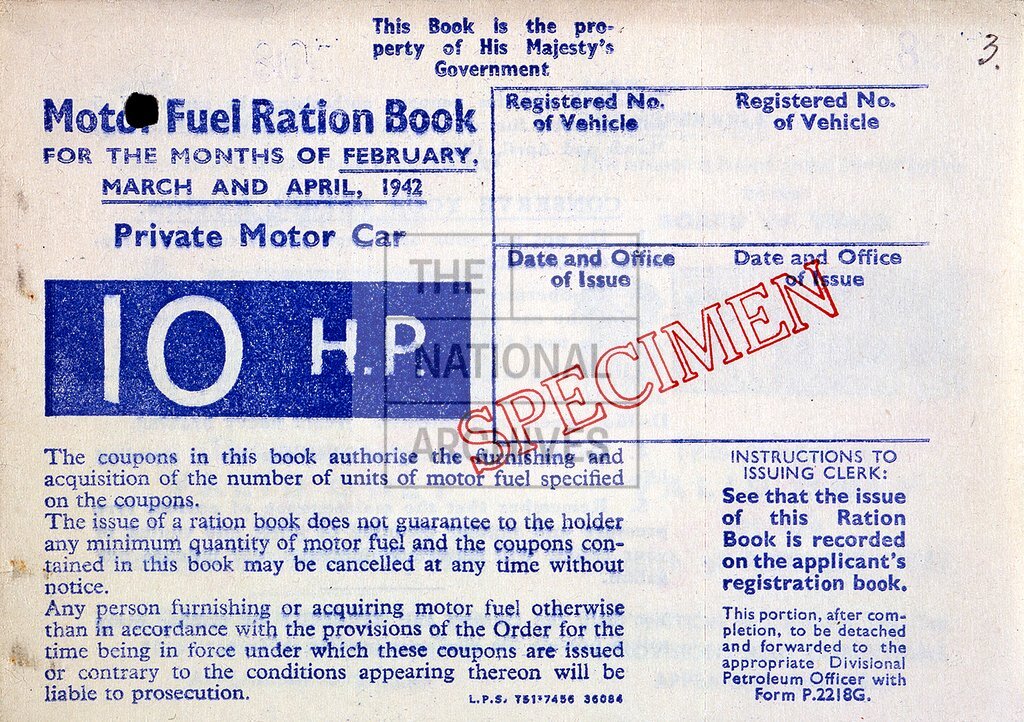 This Book is the pro-
perty of His Majesty's
Government
3.
Motor Fuel Ration Book
FOR THE MONTHS OF FEBRUARY,
MARCH AND APRIL, 1942
Private Motor Car
10 H.P.
Registered No.
of Vehicle
Registered No.
of Vehicle
Date and Office
of Issue
Date and Office
of Issue
SPECIMEN
THE
NATIONAL
ARCHIVES
The coupons in this book authorise the furnishing and
acquisition of the number of units of motor fuel specified
on the coupons.
The issue of a ration book does not guarantee to the holder
any minimum quantity of motor fuel and the coupons con-
tained in this book may be cancelled at any time without
notice.
Any person furnishing or acquiring motor fuel otherwise
than in accordance with the provisions of the Order for the
time being in force under which these coupons are issued
or contrary to the conditions appearing thereon will be
liable to prosecution.
L.P.S. T51*7456 36084
INSTRUCTIONS TO
ISSUING CLERK:
See that the issue
of this Ration
Book is recorded
on the applicant's
registration book.
This portion, after com-
pletion, to be detached
and forwarded to the
appropriate Divisional
Petroleum Officer with
Form P.2218G.